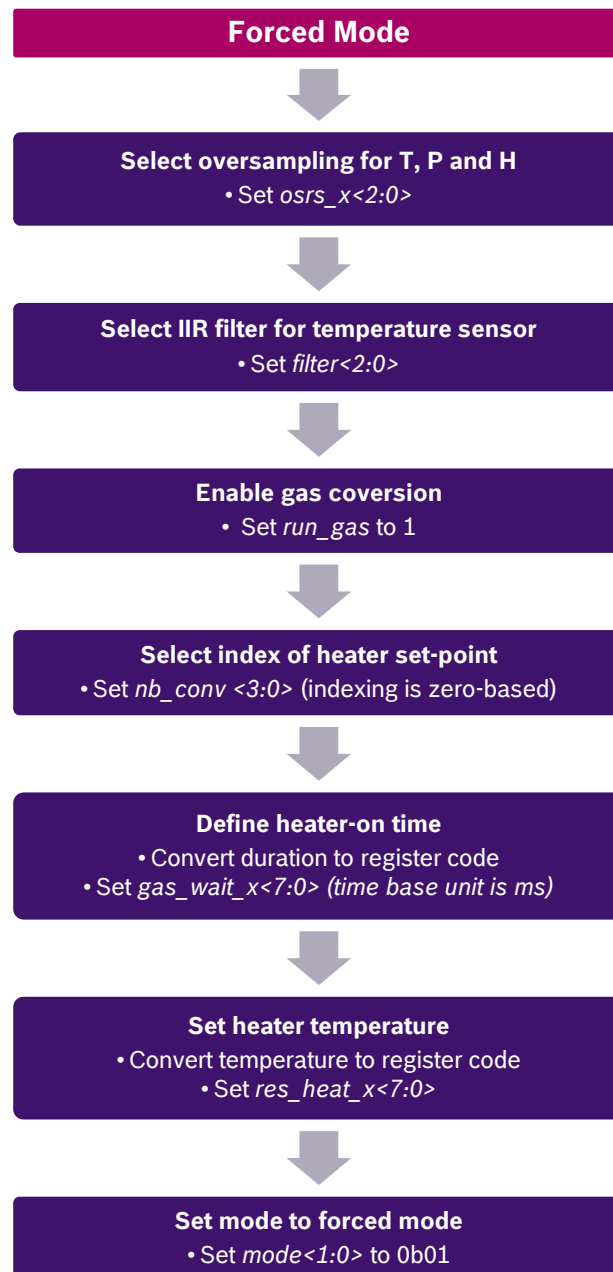 Forced Mode
Select oversampling for T, P and H
• Set osrs_x<2:0>
Select IIR filter for temperature sensor
• Set filter<2:0>
Enable gas coversion
• Set run_gas to 1
Select index of heater set-point
• Set nb_conv <3:0> (indexing is zero-based)
Define heater-on time
• Convert duration to register code
• Set gas_wait_x<7:0> (time base unit is ms)
Set heater temperature
• Convert temperature to register code
• Set res_heat_x<7:0>
Set mode to forced mode
• Set mode<1:0> to 0b01